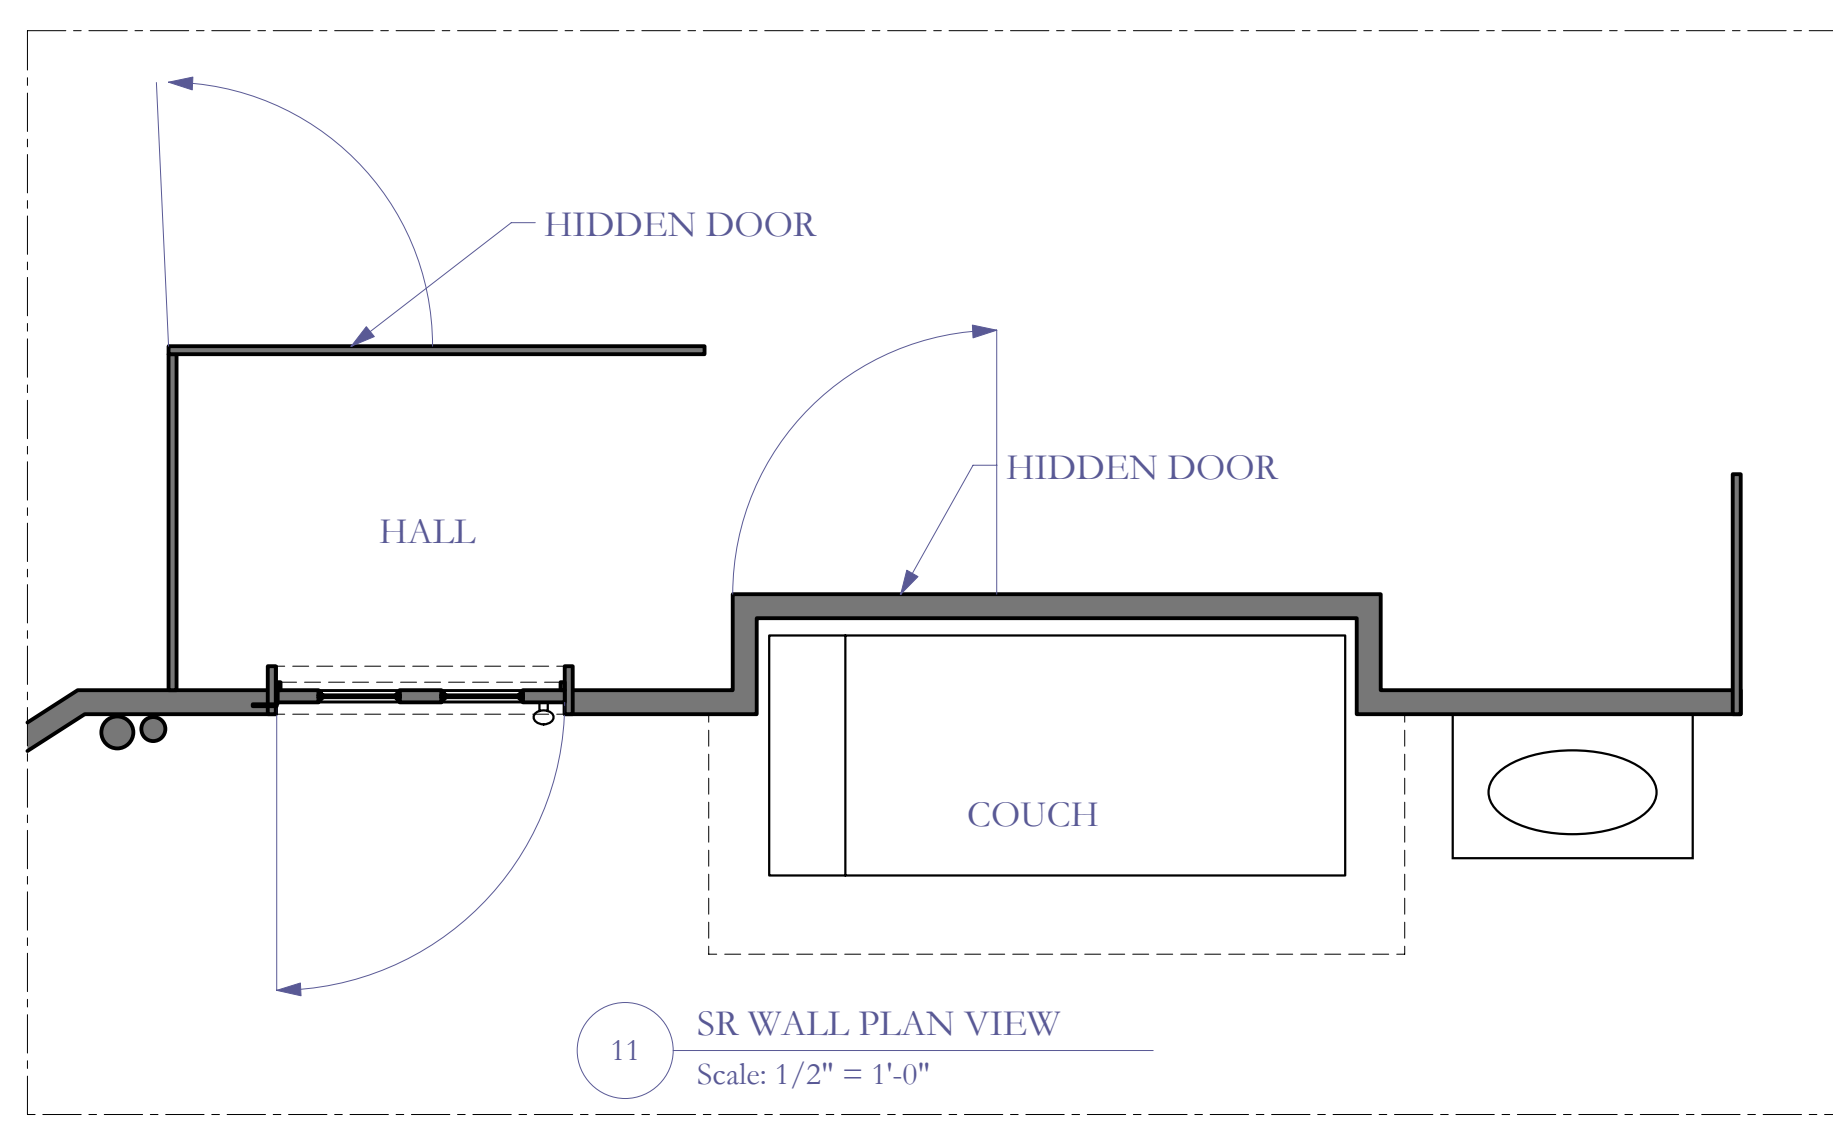 HIDDEN DOOR
HIDDEN DOOR
HALL
COUCH
11
SR WALL PLAN VIEW
Scale: 1/2" = 1'-0"